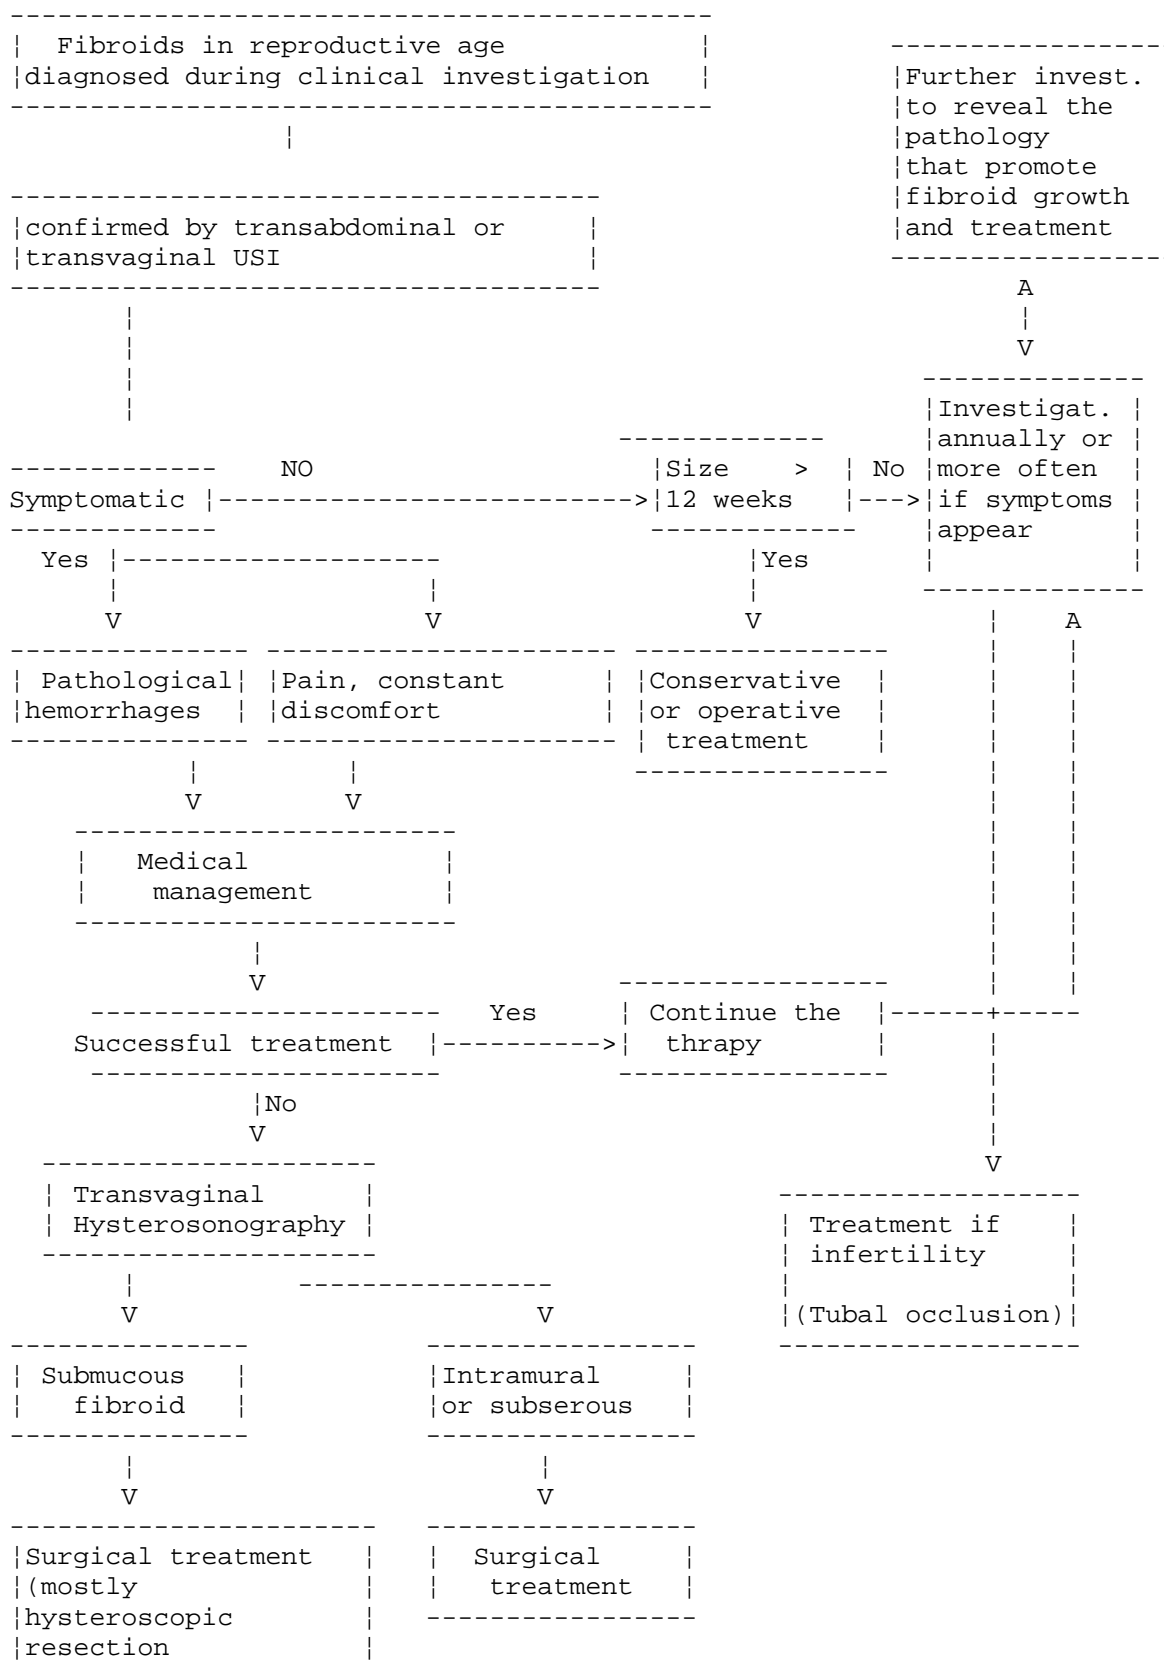 Fibroids in reproductive age
diagnosed during clinical investigation
Further invest.
to reveal the
pathology
that promote
fibroid growth
and treatment
confirmed by transabdominal or
transvaginal USI
A
V
Investigat.
annually or
more often
if symptoms
appear
Symptomatic
NO
Size >
12 weeks
No
Yes
Yes
V
V
V
A
Pathological
hemorrhages
Pain, constant
discomfort
Conservative
or operative
treatment
V
V
Medical
management
V
Successful treatment
Yes
Continue the
thrapy
No
V
V
Transvaginal
Hysterosonography
Treatment if
infertility
(Tubal occlusion)
V
V
Submucous
fibroid
Intramural
or subserous
V
V
Surgical treatment
(mostly
hysteroscopic
resection
Surgical
treatment